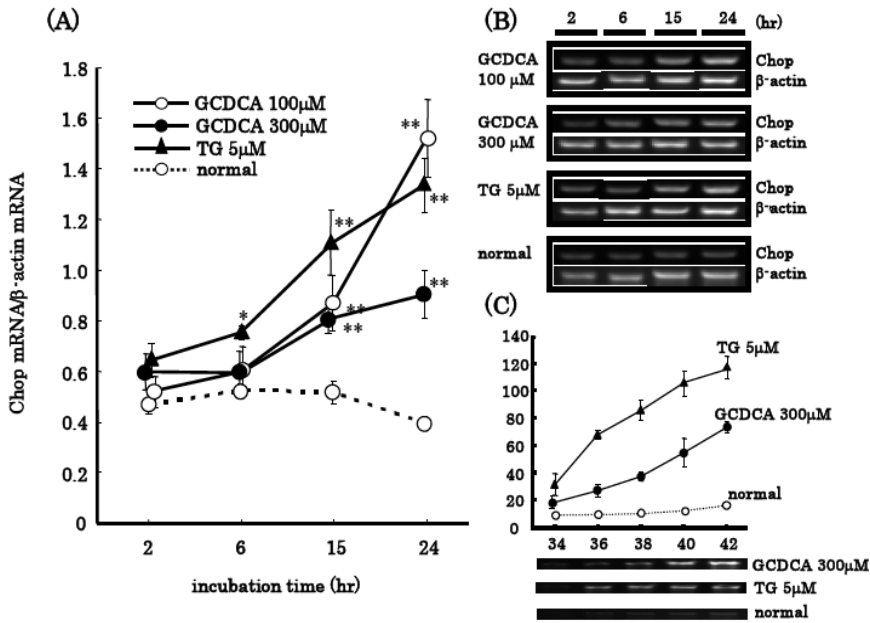 (A)
Chop mRNA/β-actin mRNA
1.8
1.6
1.4
1.2
1.0
0.8
0.6
0.4
0.2
0
GCDCA 100μM
GCDCA 300μM
TG 5μM
normal
**
**
**
*
**
**
**
2
6
15
24
incubation time (hr)
(B)
2 6 15 24 (hr)
GCDCA
100 μM
Chop
β-actin
GCDCA
300 μM
Chop
β-actin
TG 5μM
Chop
β-actin
normal
Chop
β-actin
(C)
140
120
100
80
60
40
20
0
TG 5μM
GCDCA 300μM
normal
34 36 38 40 42
GCDCA 300μM
TG 5μM
normal